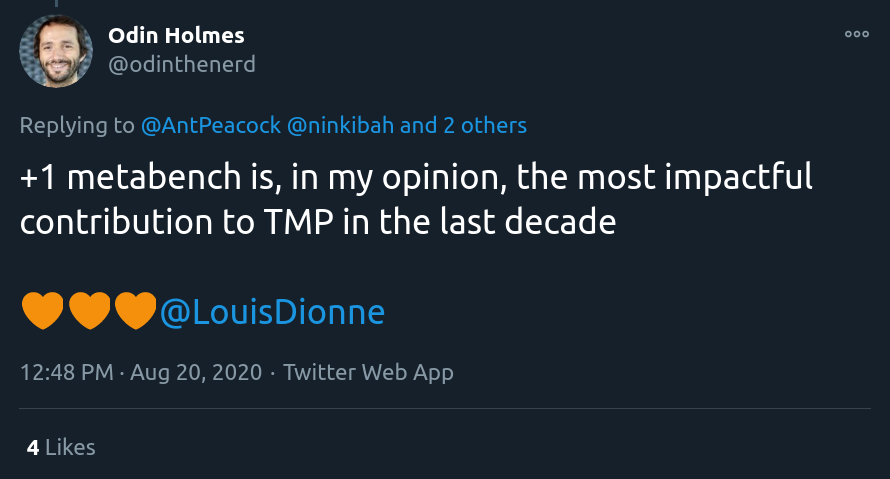 Odin Holmes
@odinthenerd
Replying to @AntPeacock @ninkibah and 2 others
+1 metabench is, in my opinion, the most impactful
contribution to TMP in the last decade
🧡🧡🧡@LouisDionne
12:48 PM · Aug 20, 2020 · Twitter Web App
4 Likes